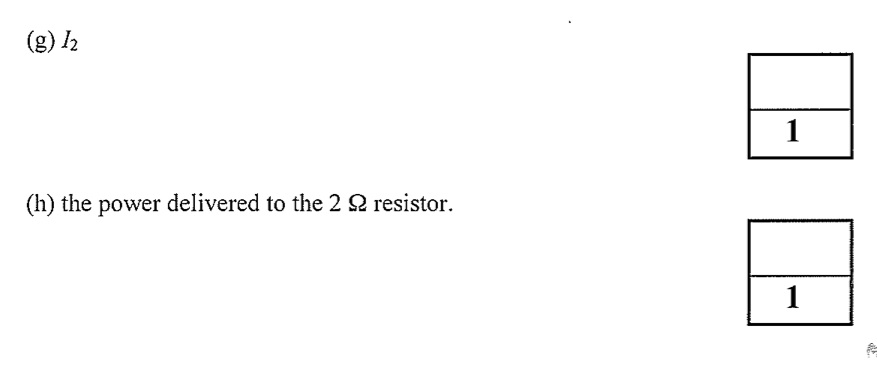 (g) I₂
1
(h) the power delivered to the 2 Ω resistor.
1